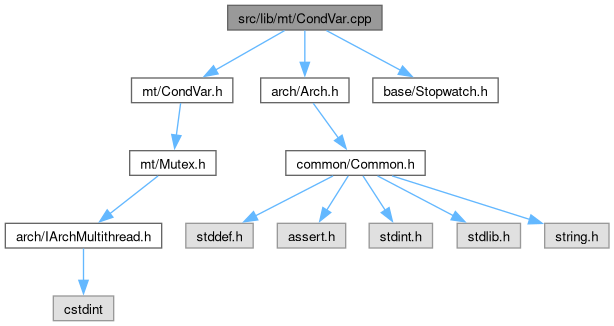 src/lib/mt/CondVar.cpp
mt/CondVar.h
arch/Arch.h
base/Stopwatch.h
mt/Mutex.h
common/Common.h
arch/IArchMultithread.h
stddef.h
assert.h
stdint.h
stdlib.h
string.h
cstdint